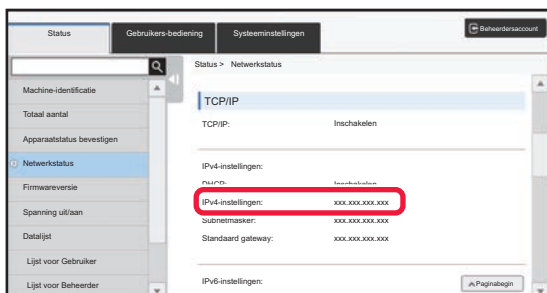 Status
Gebruikers-bediening
Systeeminstellingen
Beheerdersaccount
Status > Netwerkstatus
Machine-identificatie
Totaal aantal
Apparaatstatus bevestigen
Netwerkstatus
Firmwareversie
Spanning uit/aan
Datalijst
Lijst voor Gebruiker
Lijst voor Beheerder
TCP/IP
TCP/IP: Inschakelen
IPv4-instellingen:
DHCP: Inschakelen
IPv4-instellingen: xxx.xxx.xxx.xxx
Subnetmasker: xxx.xxx.xxx.xxx
Standaard gateway: xxx.xxx.xxx.xxx
IPv6-instellingen:
Paginabegin